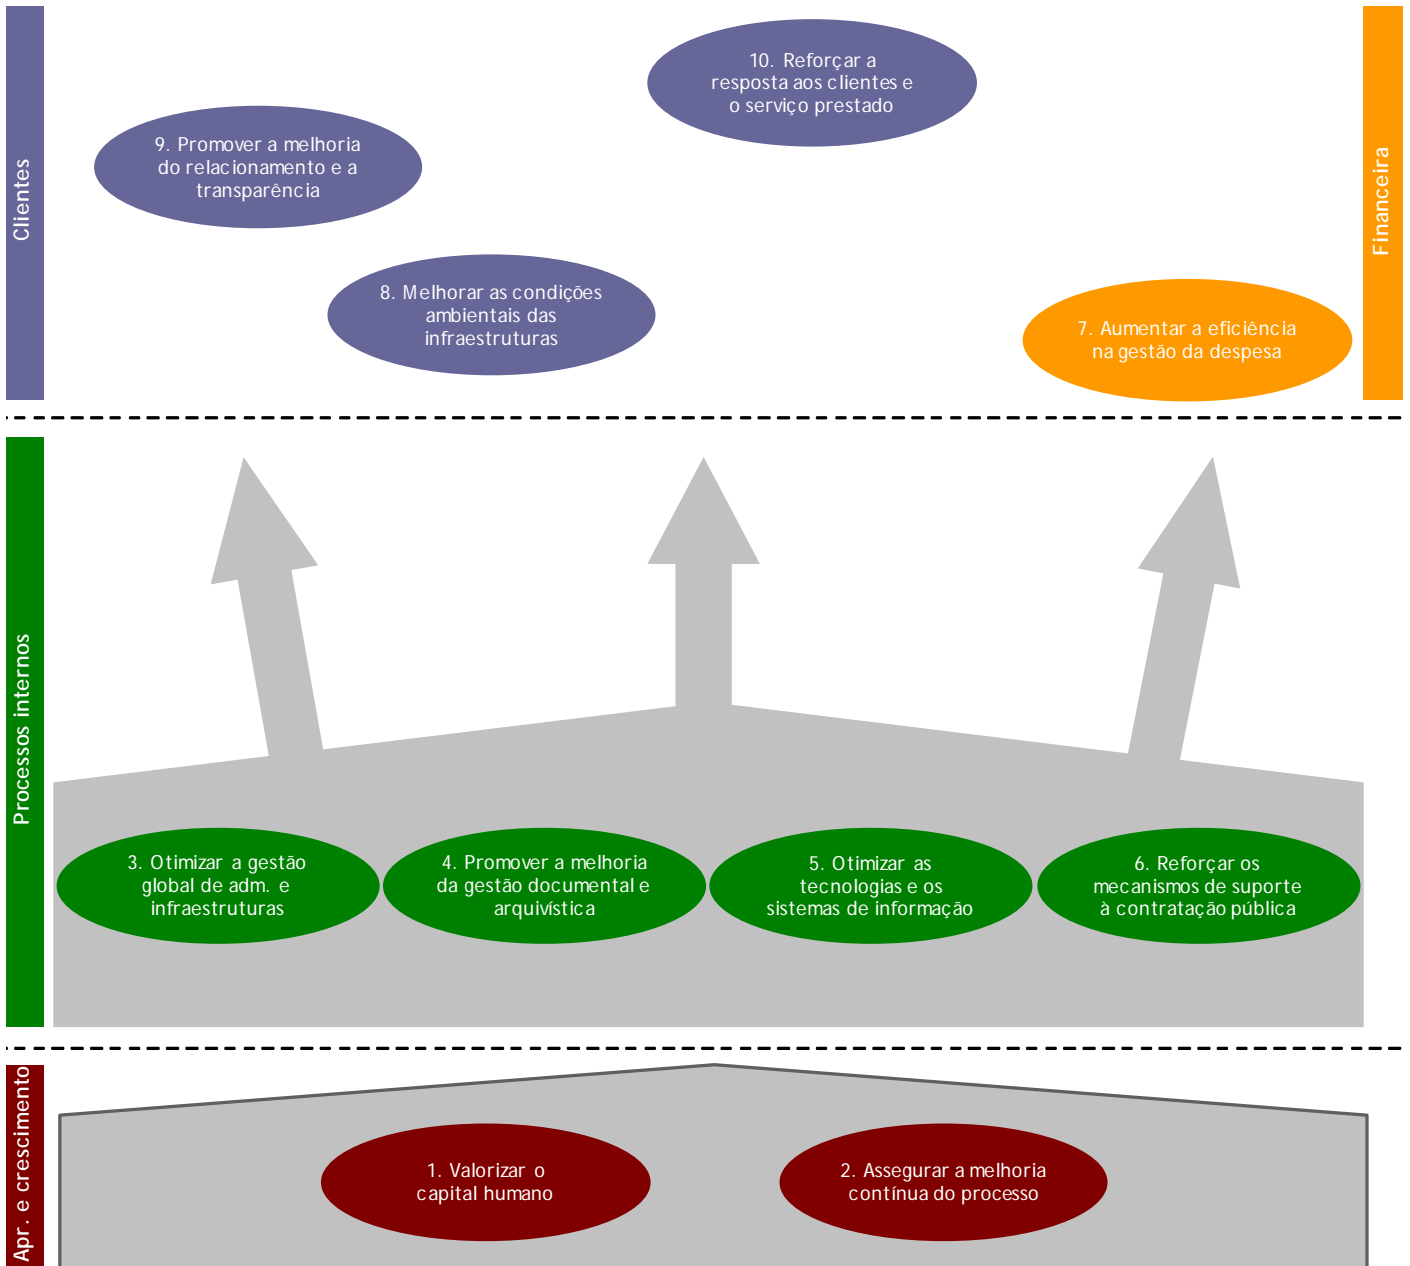 Clientes
10. Reforçar a
resposta aos clientes e
o serviço prestado
9. Promover a melhoria
do relacionamento e a
transparência
Financeira
8. Melhorar as condições
ambientais das
infraestruturas
7. Aumentar a eficiência
na gestão da despesa
Processos internos
3. Otimizar a gestão
global de adm. e
infraestruturas
4. Promover a melhoria
da gestão documental e
arquivística
5. Otimizar as
tecnologias e os
sistemas de informação
6. Reforçar os
mecanismos de suporte
à contratação pública
Apr. e crescimento
1. Valorizar o
capital humano
2. Assegurar a melhoria
contínua do processo